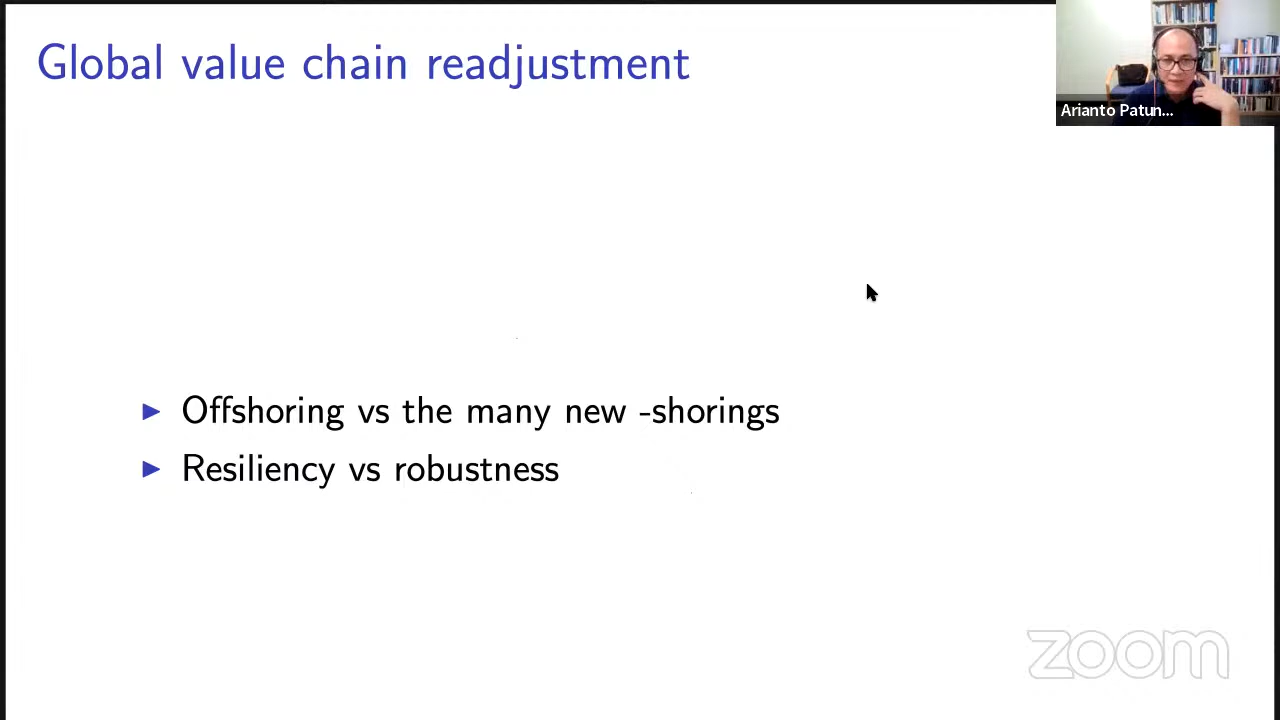 Global value chain readjustment
Arianto Patun...
Offshoring vs the many new -shorings
Resiliency vs robustness
zoom